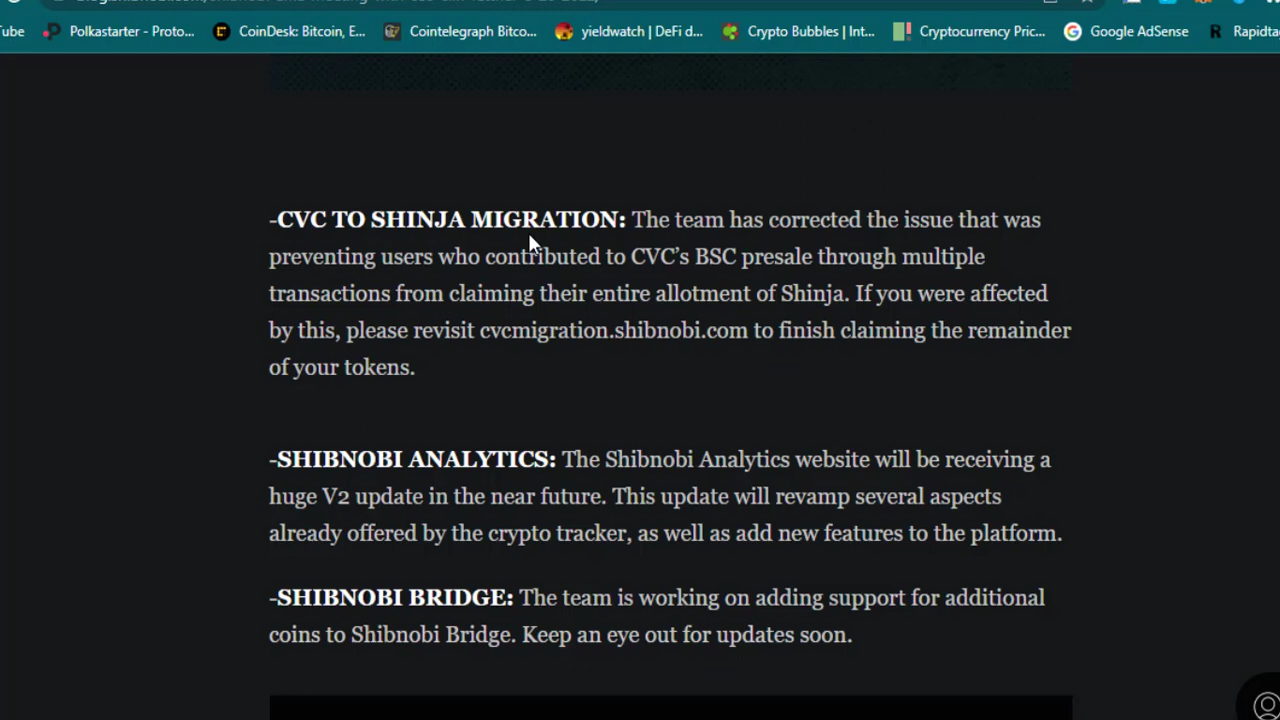 Tube Polkastarter - Proto... CoinDesk: Bitcoin, E... Cointelegraph Bitco... yieldwatch | DeFi d... Crypto Bubbles | Int... Cryptocurrency Pric... Google AdSense
-CVC TO SHINJA MIGRATION: The team has corrected the issue that was
preventing users who contributed to CVC’s BSC presale through multiple
transactions from claiming their entire allotment of Shinja. If you were affected
by this, please revisit cvcmigration.shibnobi.com to finish claiming the remainder
of your tokens.
-SHIBNOBI ANALYTICS: The Shibnobi Analytics website will be receiving a
huge V2 update in the near future. This update will revamp several aspects
already offered by the crypto tracker, as well as add new features to the platform.
-SHIBNOBI BRIDGE: The team is working on adding support for additional
coins to Shibnobi Bridge. Keep an eye out for updates soon.